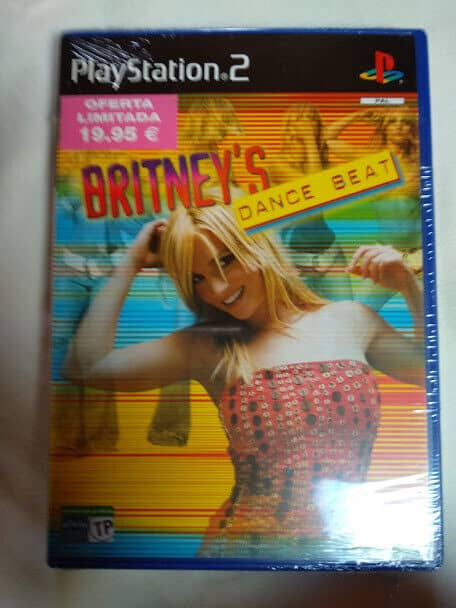 PlayStation®2
PAL
OFERTA
LIMITADA
19,95 €
BRITNEY'S
DANCE BEAT
TP